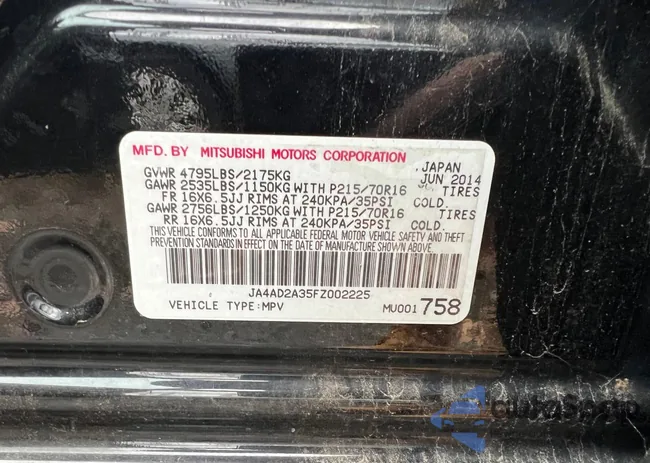 MFD. BY MITSUBISHI MOTORS CORPORATION JAPAN
GVWR 4795LBS/2175KG JUN 2014
GAWR 2535LBS/1150KG WITH P215/70R16 TIRES
FR 16X6.5JJ RIMS AT 240KPA/35PSI COLD.
GAWR 2756LBS/1250KG WITH P215/70R16 TIRES
RR 16X6.5JJ RIMS AT 240KPA/35PSI COLD.
THIS VEHICLE CONFORMS TO ALL APPLICABLE FEDERAL MOTOR VEHICLE SAFETY AND THEFT
PREVENTION STANDARDS IN EFFECT ON THE DATE OF MANUFACTURE SHOWN ABOVE.
JA4AD2A35FZ002225
VEHICLE TYPE:MPV MU001 758